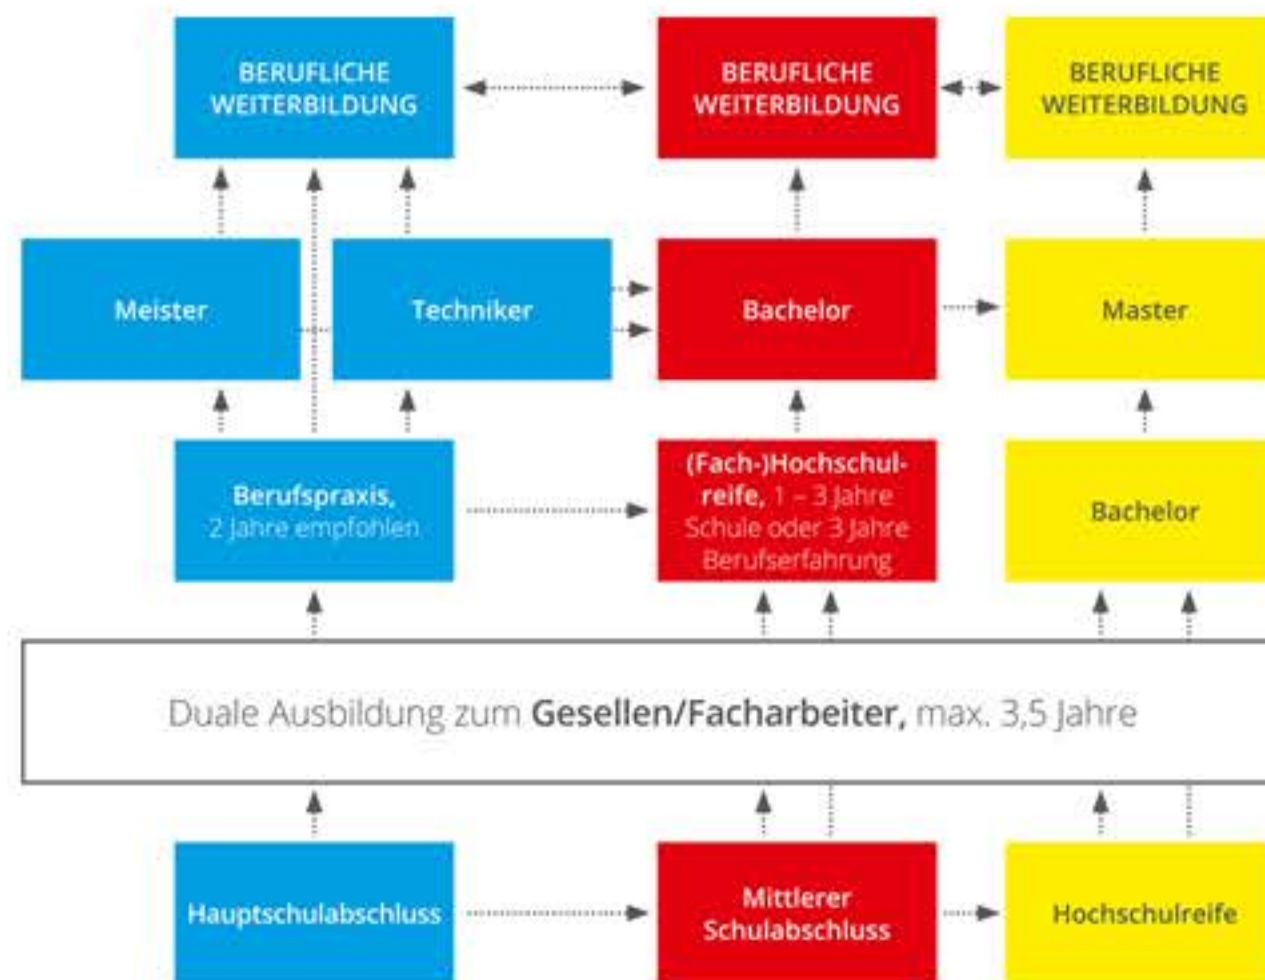 BERUFLICHE
WEITERBILDUNG
BERUFLICHE
WEITERBILDUNG
BERUFLICHE
WEITERBILDUNG
Meister
Techniker
Bachelor
Master
Berufspraxis,
2 Jahre empfohlen
(Fach-)Hochschul-
reife, 1 – 3 Jahre
Schule oder 3 Jahre
Berufserfahrung
Bachelor
Duale Ausbildung zum Gesellen/Facharbeiter, max. 3,5 Jahre
Hauptschulabschluss
Mittlerer
Schulabschluss
Hochschulreife